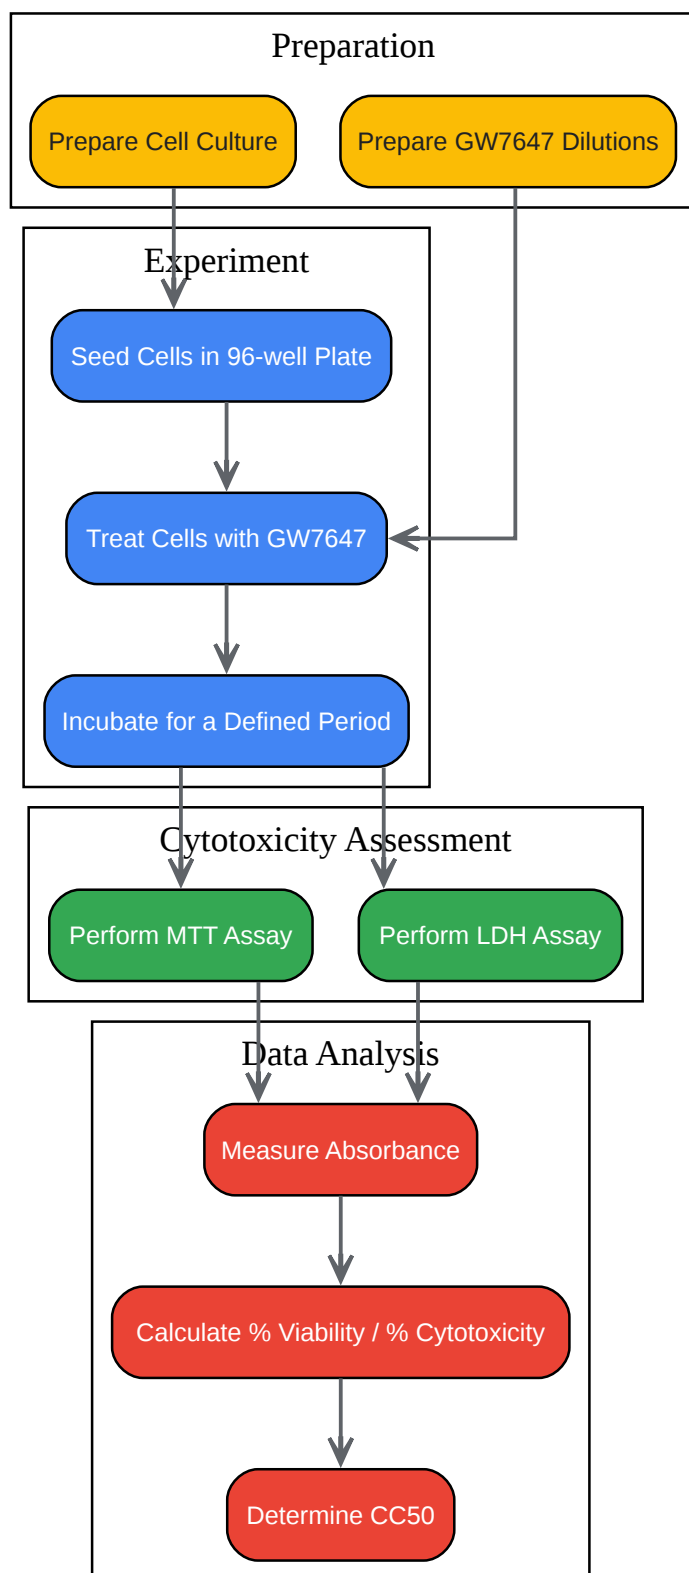 Preparation
Prepare Cell Culture
Prepare GW7647 Dilutions
Experiment
Seed Cells in 96-well Plate
Treat Cells with GW7647
Incubate for a Defined Period
Cytotoxicity Assessment
Perform MTT Assay
Perform LDH Assay
Data Analysis
Measure Absorbance
Calculate % Viability / % Cytotoxicity
Determine CC50